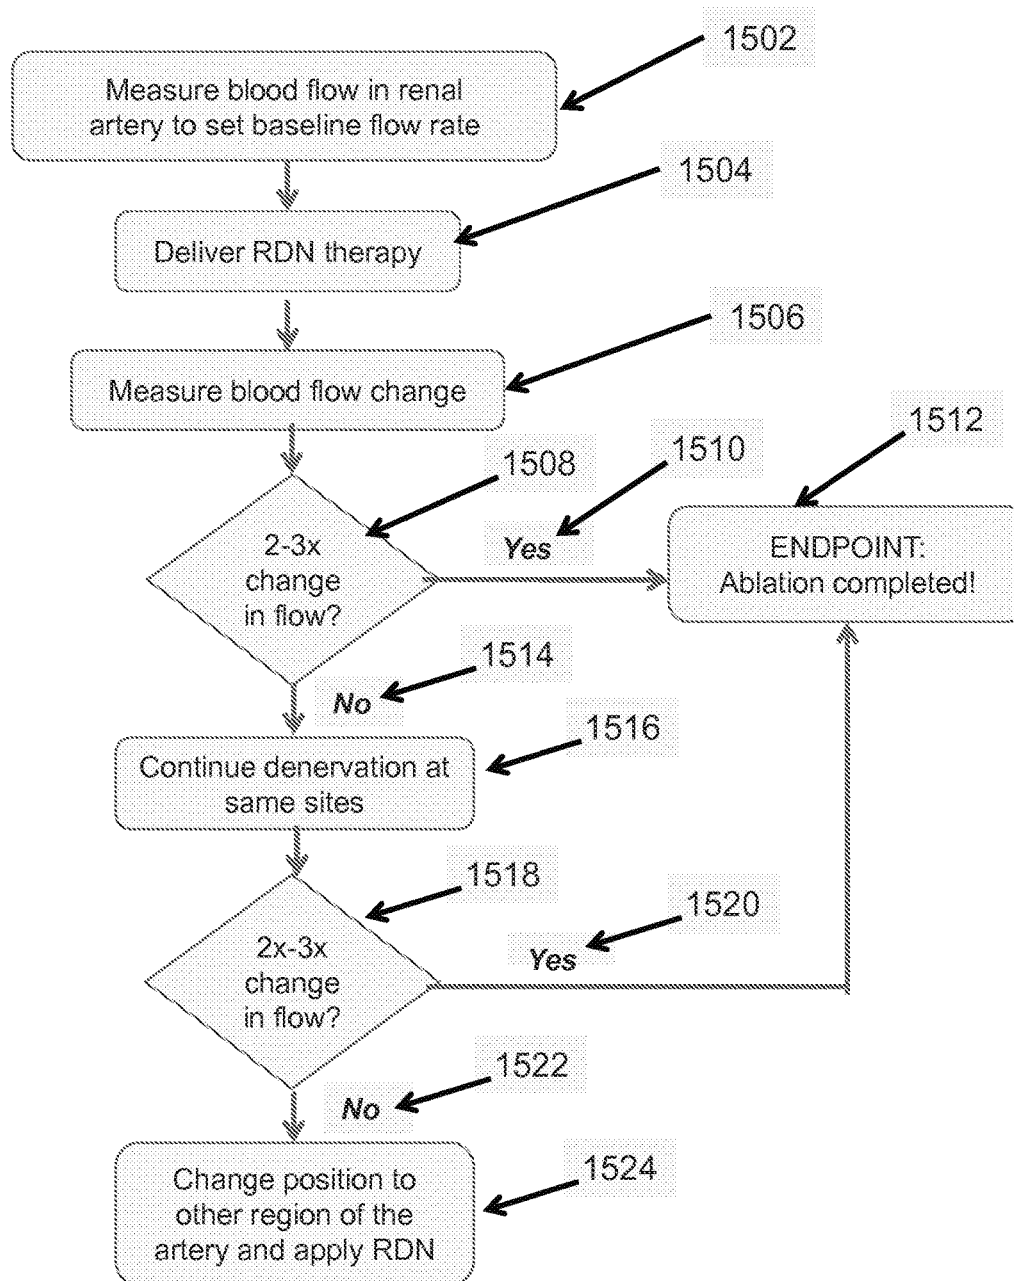 1502
Measure blood flow in renal
artery to set baseline flow rate
1504
Deliver RDN therapy
1506
Measure blood flow change
1508
1510
1512
2-3x
change
in flow?
Yes
ENDPOINT:
Ablation completed!
1514
No
1516
Continue denervation at
same sites
1518
1520
2x-3x
change
in flow?
Yes
1522
No
1524
Change position to
other region of the
artery and apply RDN